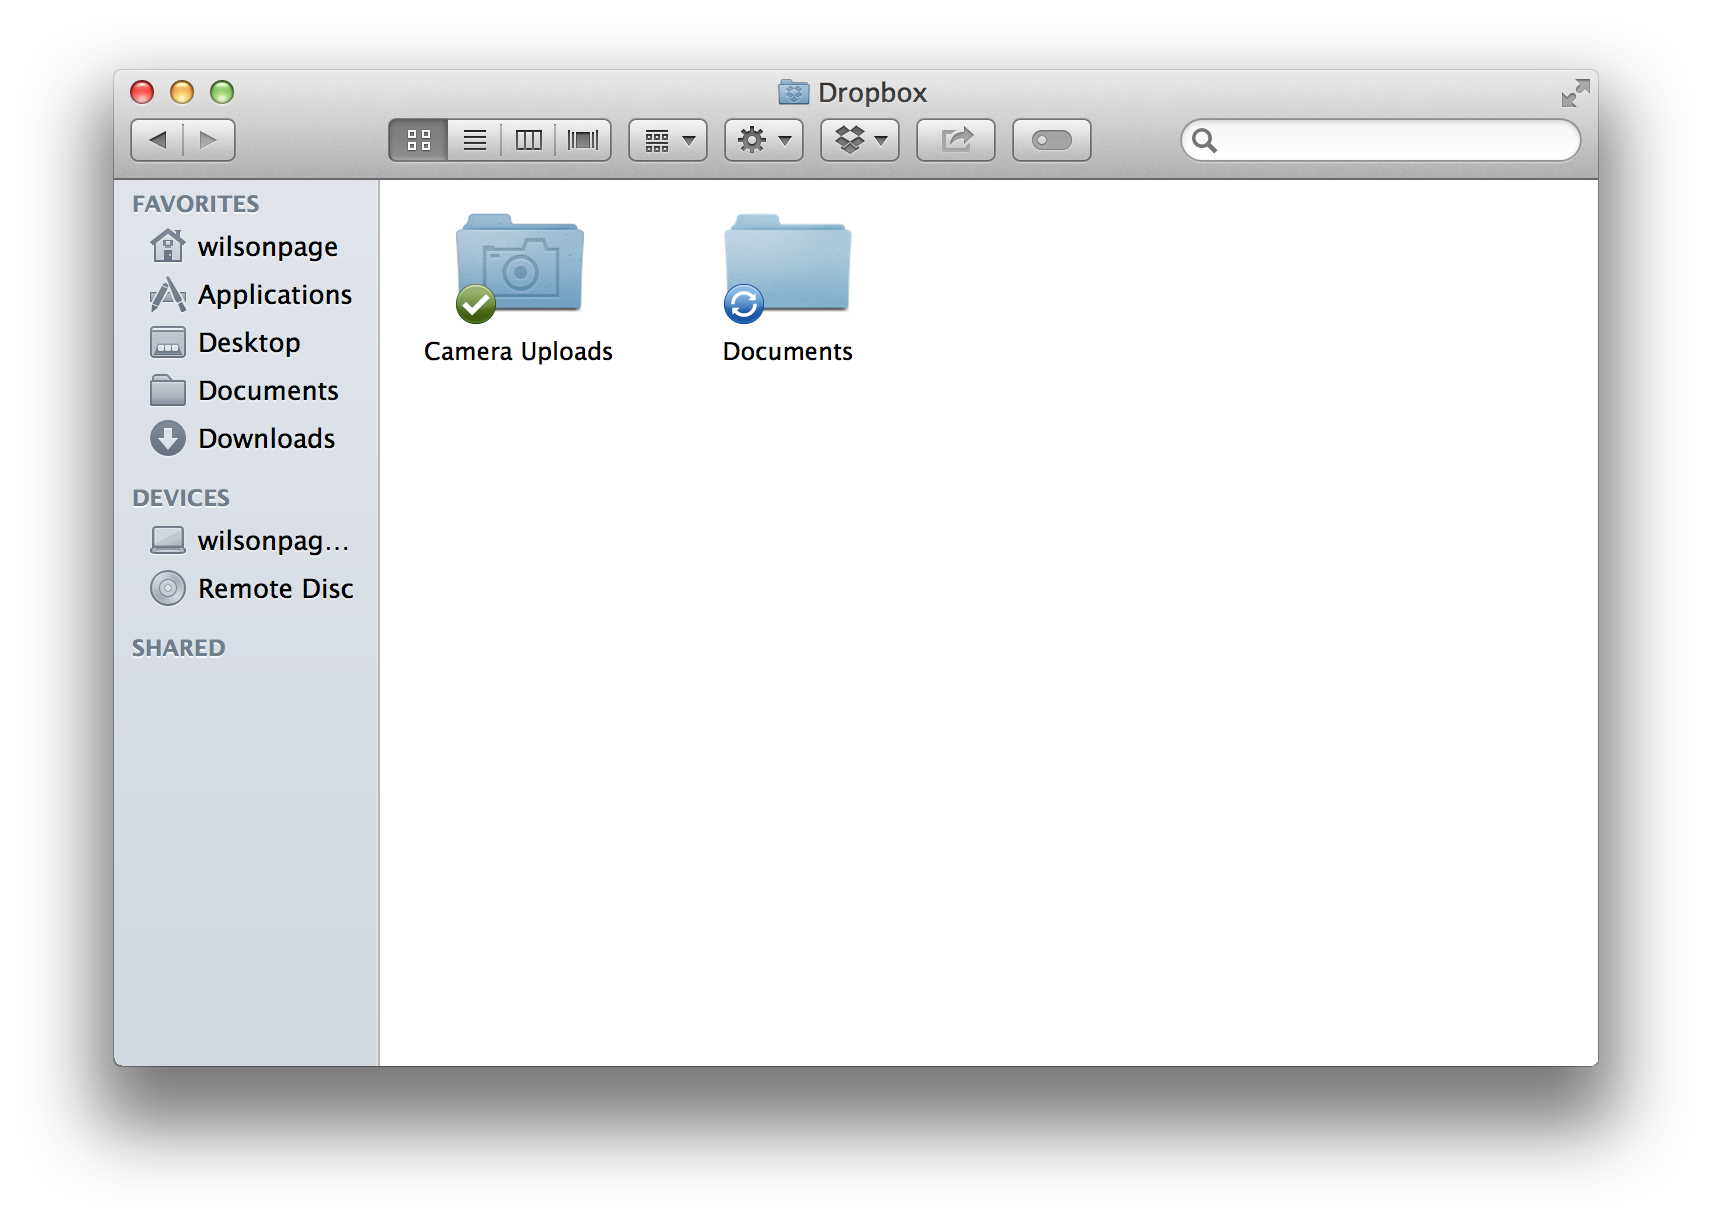 Dropbox
FAVORITES
wilsonpage
Applications
Desktop
Documents
Downloads
DEVICES
wilsonpag...
Remote Disc
SHARED
Camera Uploads
Documents